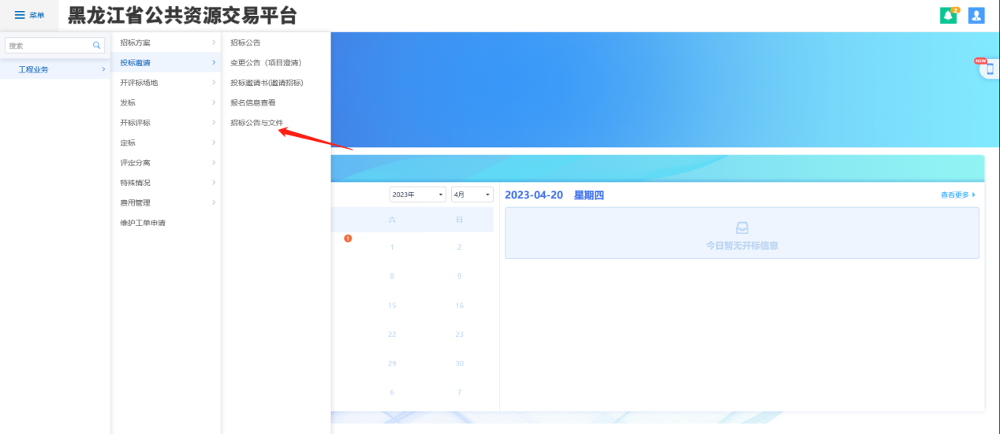 菜单
黑龙江省公共资源交易平台
2
搜索
工程业务
招标方案
投标邀请
开评标场地
发标
开标评标
定标
评定分离
特殊情况
费用管理
维护工单申请
招标公告
变更公告（项目澄清）
投标邀请书(邀请招标)
报名信息查看
招标公告与文件
NEW
2023年
4月
六
日
1
1
2
8
9
15
16
22
23
29
30
6
7
2023-04-20 星期四
查看更多
今日暂无开标信息